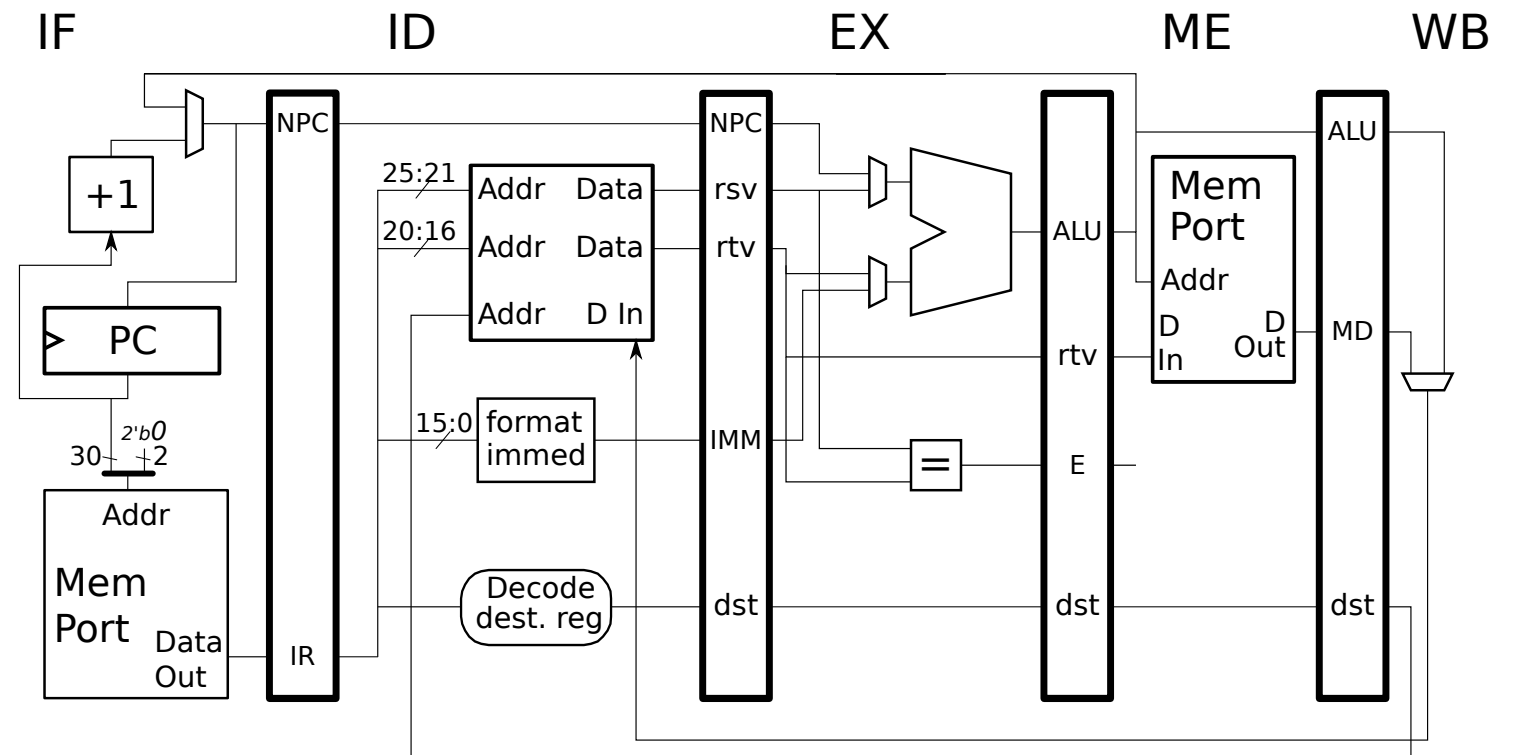 IF
ID
EX
ME
WB
NPC
NPC
ALU
+1
25:21
Addr
Data
rsv
Mem
Port
20:16
Addr
Data
rtv
ALU
Addr
Addr
D In
D
In
D
Out
MD
PC
rtv
15:0
format
immed
IMM
2'b0
30
2
E
=
Addr
Mem
Port
Data
Out
IR
Decode
dest. reg
dst
dst
dst